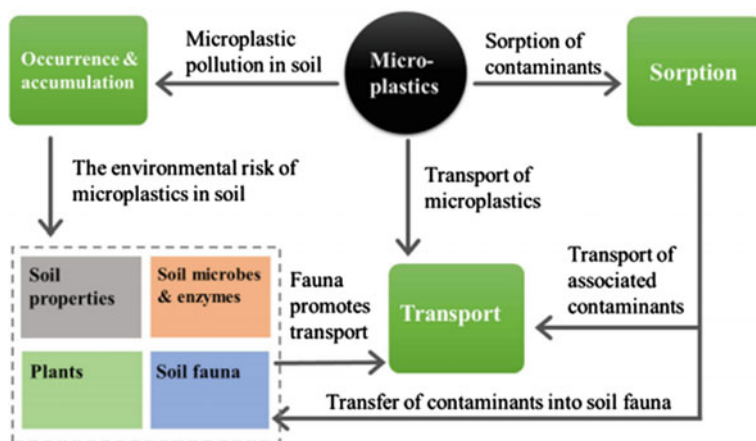 Occurrence &
accumulation
Microplastic
pollution in soil
Micro-
plastics
Sorption of
contaminants
Sorption
The environmental risk of
microplastics in soil
Transport of
microplastics
Soil
properties
Soil microbes
& enzymes
Fauna
promotes
transport
Transport
Transport of
associated
contaminants
Plants
Soil fauna
Transfer of contaminants into soil fauna